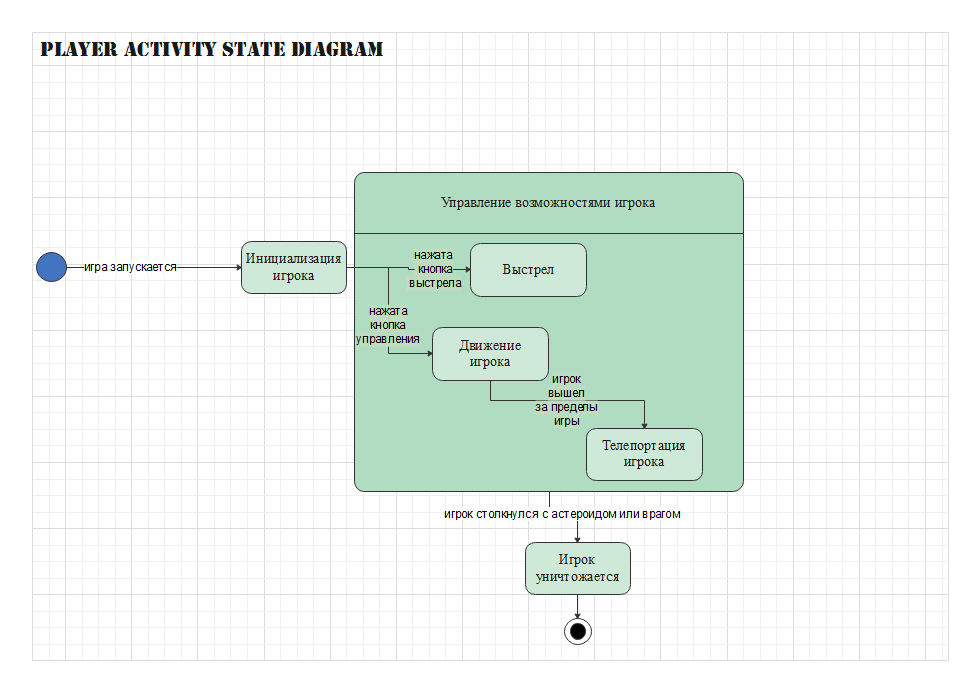 PLAYER ACTIVITY STATE DIAGRAM
Управление возможностями игрока
игра запускается
Инициализация
игрока
нажата
кнопка
выстрела
Выстрел
нажата
кнопка
управления
Движение
игрока
игрок
вышел
за пределы
игры
Телепортация
игрока
игрок столкнулся с астероидом или врагом
Игрок
уничтожается